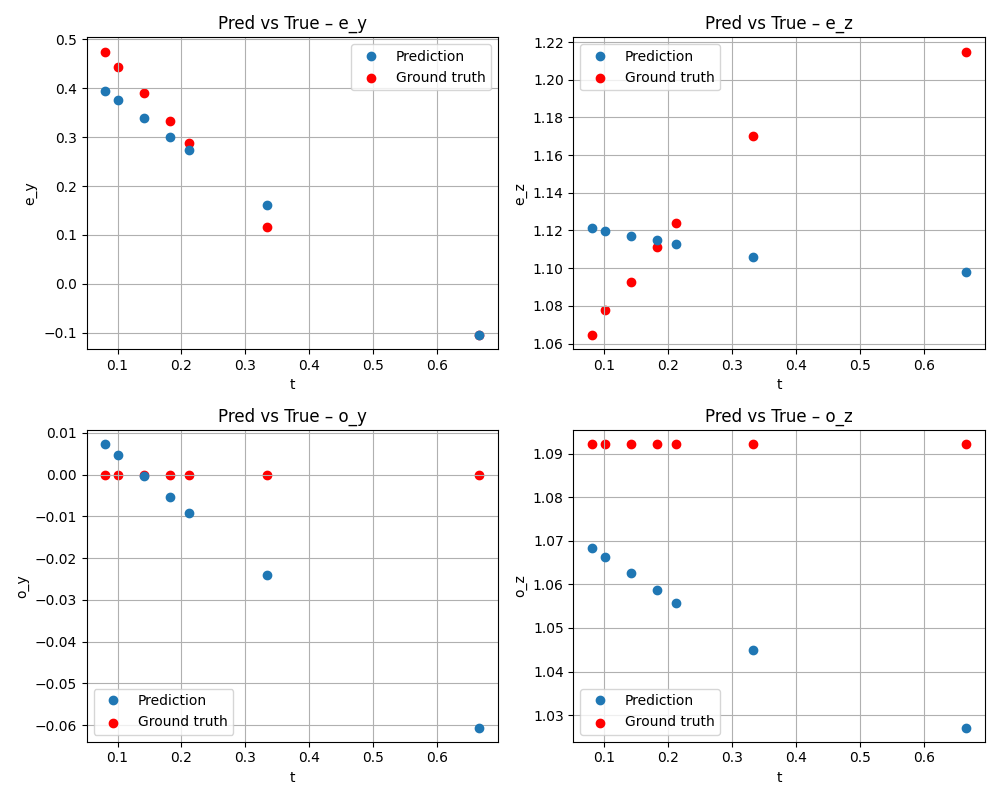 Pred vs True – e_y
0.5
0.4
0.3
0.2
0.1
0.0
−0.1
e_y
0.1
0.2
0.3
0.4
0.5
0.6
t
Prediction
Ground truth
Pred vs True – e_z
1.22
1.20
1.18
1.16
1.14
1.12
1.10
1.08
1.06
e_z
0.1
0.2
0.3
0.4
0.5
0.6
t
Prediction
Ground truth
Pred vs True – o_y
0.01
0.00
−0.01
−0.02
−0.03
−0.04
−0.05
−0.06
o_y
0.1
0.2
0.3
0.4
0.5
0.6
t
Prediction
Ground truth
Pred vs True – o_z
1.09
1.08
1.07
1.06
1.05
1.04
1.03
o_z
0.1
0.2
0.3
0.4
0.5
0.6
t
Prediction
Ground truth